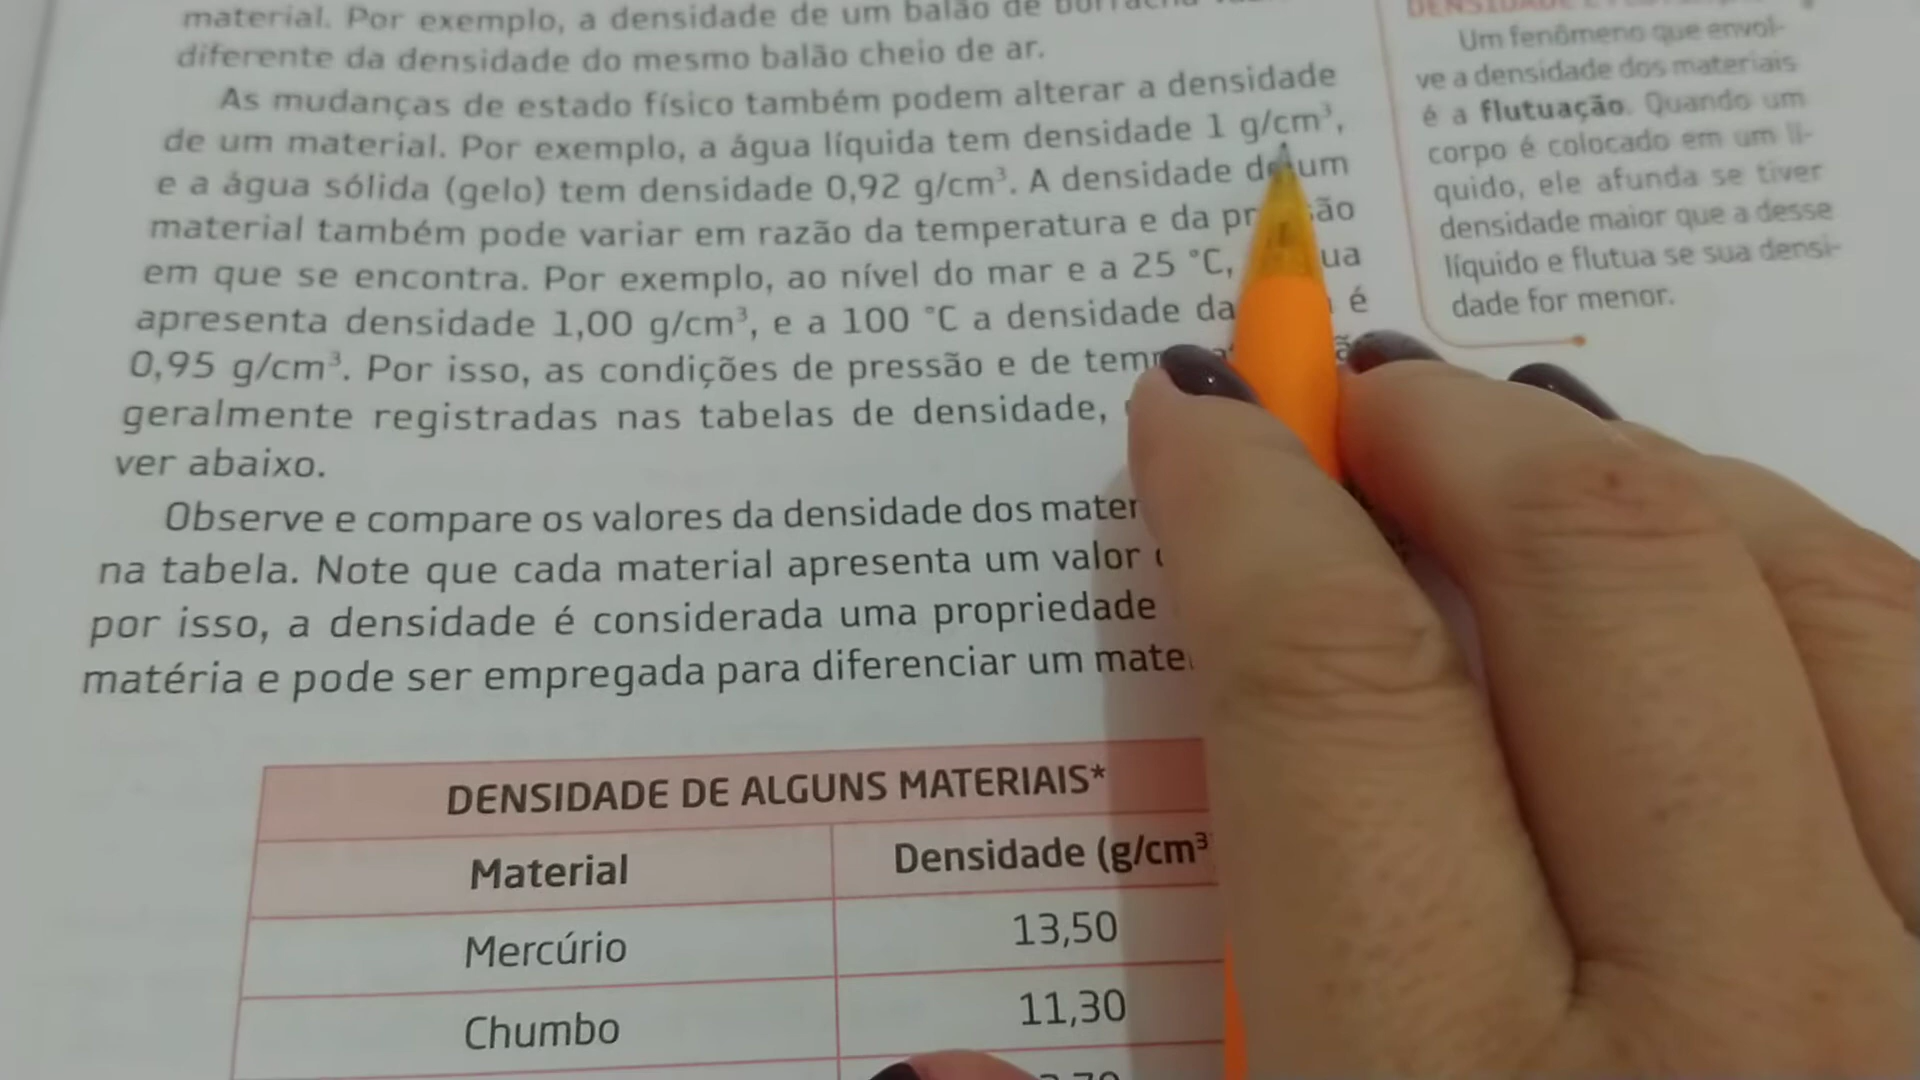 material. Por exemplo, a densidade de um balão de borracha
diferente da densidade do mesmo balão cheio de ar.
As mudanças de estado físico também podem alterar a densidade
de um material. Por exemplo, a água líquida tem densidade 1 g/cm³,
e a água sólida (gelo) tem densidade 0,92 g/cm³. A densidade de um
material também pode variar em razão da temperatura e da pressão
em que se encontra. Por exemplo, ao nível do mar e a 25 °C,
apresenta densidade 1,00 g/cm³, e a 100 °C a densidade da é
0,95 g/cm³. Por isso, as condições de pressão e de
geralmente registradas nas tabelas de densidade,
ver abaixo.
Observe e compare os valores da densidade dos
na tabela. Note que cada material apresenta um valor
por isso, a densidade é considerada uma propriedade
matéria e pode ser empregada para diferenciar um
DENSIDADE DE ALGUNS MATERIAIS*
Material Densidade (g/cm³
Mercúrio 13,50
Chumbo 11,30
Um fenômeno que envol-
ve a densidade dos materiais
é a flutuação. Quando um
corpo é colocado em um lí-
quido, ele afunda se tiver
densidade maior que a desse
líquido e flutua se sua densi-
dade for menor.